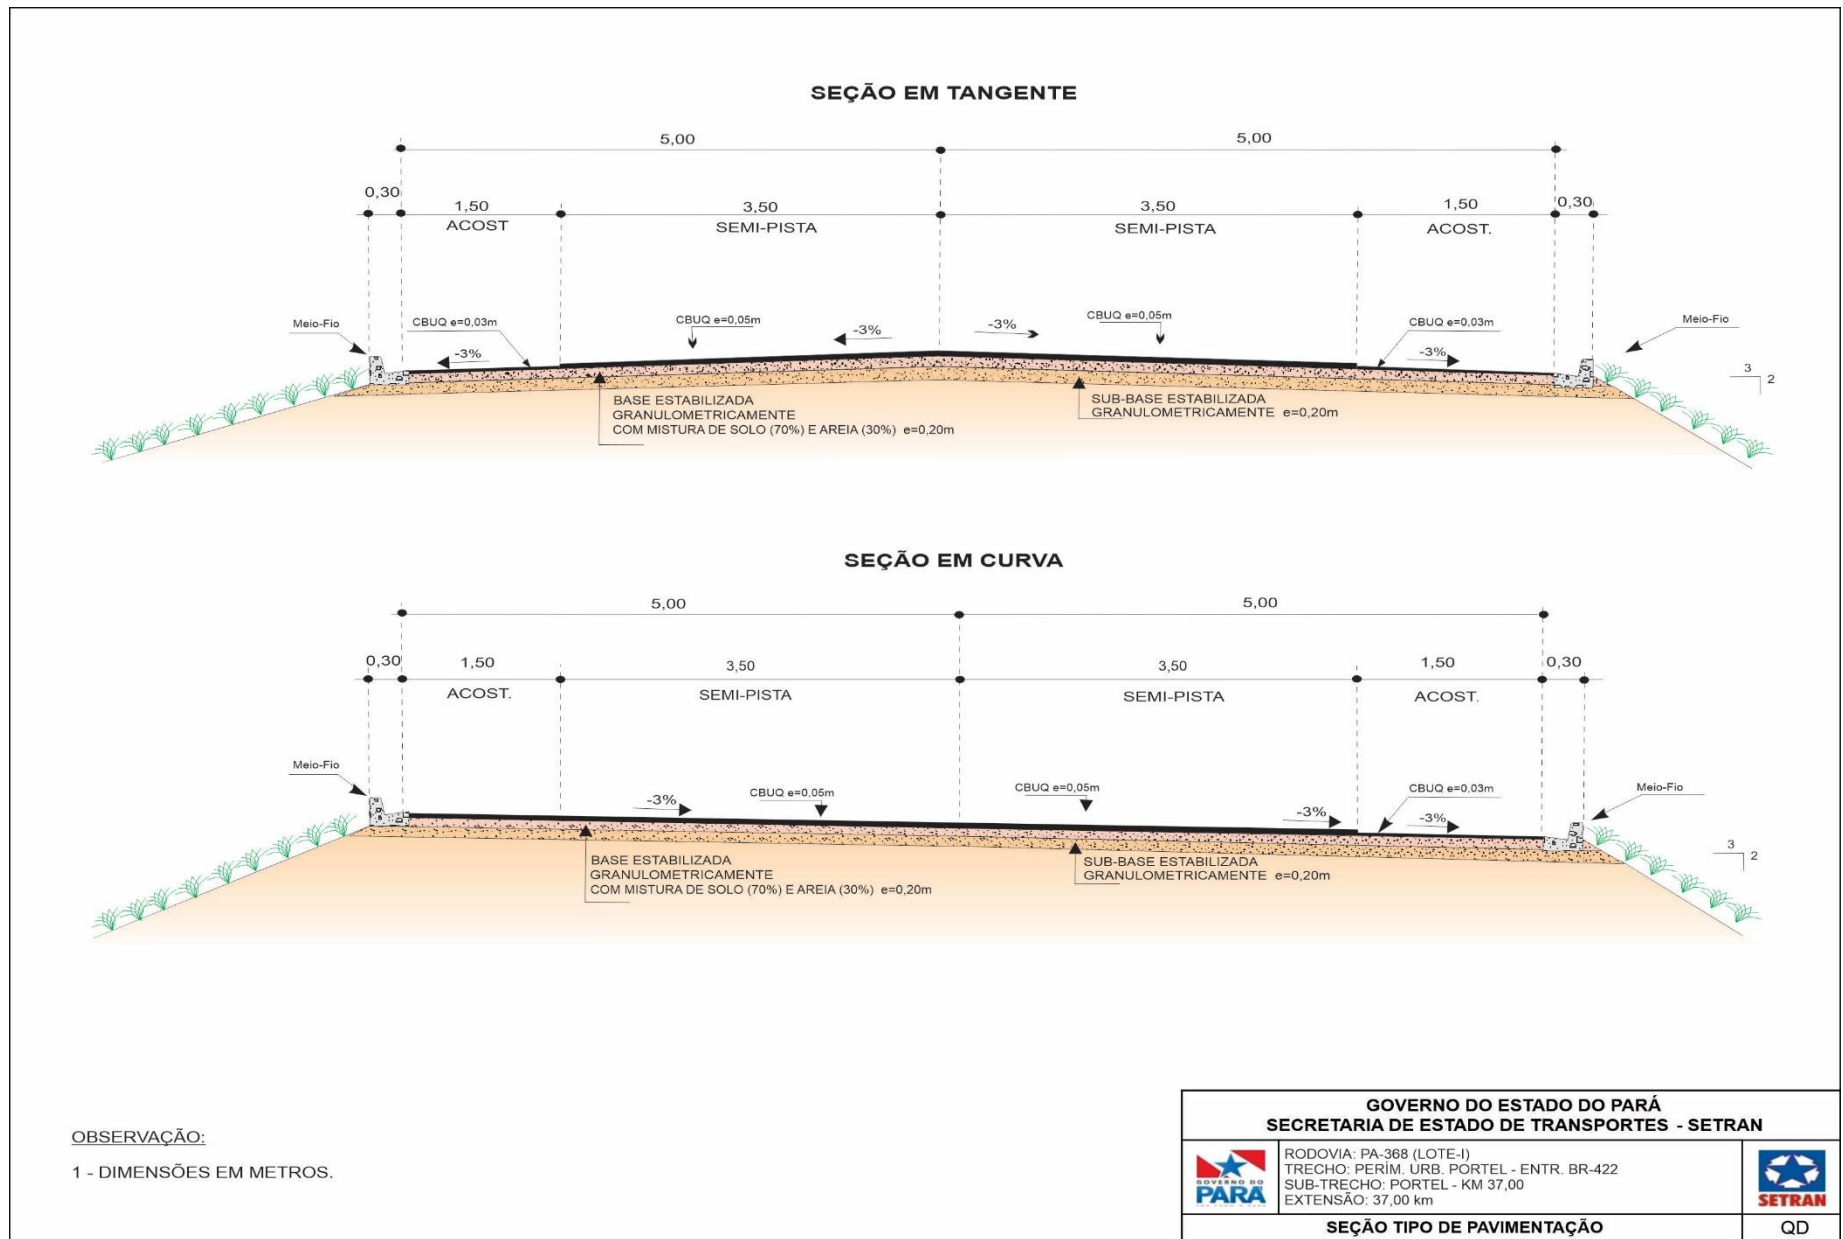 SEÇÃO EM TANGENTE
5,00
5,00
0,30
1,50
3,50
3,50
1,50
0,30
ACOST
SEMI-PISTA
SEMI-PISTA
ACOST.
Meio-Fio
CBUQ e=0,03m
CBUQ e=0,05m
-3%
-3%
CBUQ e=0,05m
CBUQ e=0,03m
Meio-Fio
-3%
-3%
3
2
BASE ESTABILIZADA
GRANULOMETRICAMENTE
COM MISTURA DE SOLO (70%) E AREIA (30%) e=0,20m
SUB-BASE ESTABILIZADA
GRANULOMETRICAMENTE e=0,20m
SEÇÃO EM CURVA
5,00
5,00
0,30
1,50
3,50
3,50
1,50
0,30
ACOST.
SEMI-PISTA
SEMI-PISTA
ACOST.
Meio-Fio
-3%
CBUQ e=0,05m
CBUQ e=0,05m
-3%
CBUQ e=0,03m
-3%
Meio-Fio
3
2
BASE ESTABILIZADA
GRANULOMETRICAMENTE
COM MISTURA DE SOLO (70%) E AREIA (30%) e=0,20m
SUB-BASE ESTABILIZADA
GRANULOMETRICAMENTE e=0,20m
OBSERVAÇÃO:
1 - DIMENSÕES EM METROS.
GOVERNO DO ESTADO DO PARÁ
SECRETARIA DE ESTADO DE TRANSPORTES - SETRAN
GOVERNO DO
PARÁ
RODOVIA: PA-368 (LOTE-I)
TRECHO: PERÍM. URB. PORTEL - ENTR. BR-422
SUB-TRECHO: PORTEL - KM 37,00
EXTENSÃO: 37,00 km
SETRAN
SEÇÃO TIPO DE PAVIMENTAÇÃO
QD